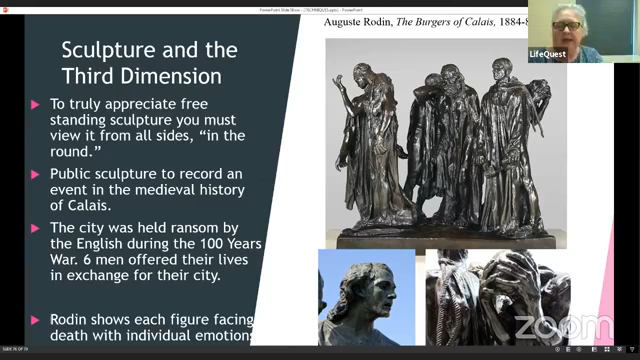 PowerPoint Slide Show - [TECHNIQUES.pptx] - PowerPoint
Auguste Rodin, The Burgers of Calais, 1884-8
Sculpture and the
Third Dimension
To truly appreciate free
standing sculpture you must
view it from all sides, “in the
round.”
Public sculpture to record an
event in the medieval history
of Calais.
The city was held ransom by
the English during the 100 Years
War. 6 men offered their lives
in exchange for their city.
Rodin shows each figure facing
death with individual emotions
LifeQuest
zoom